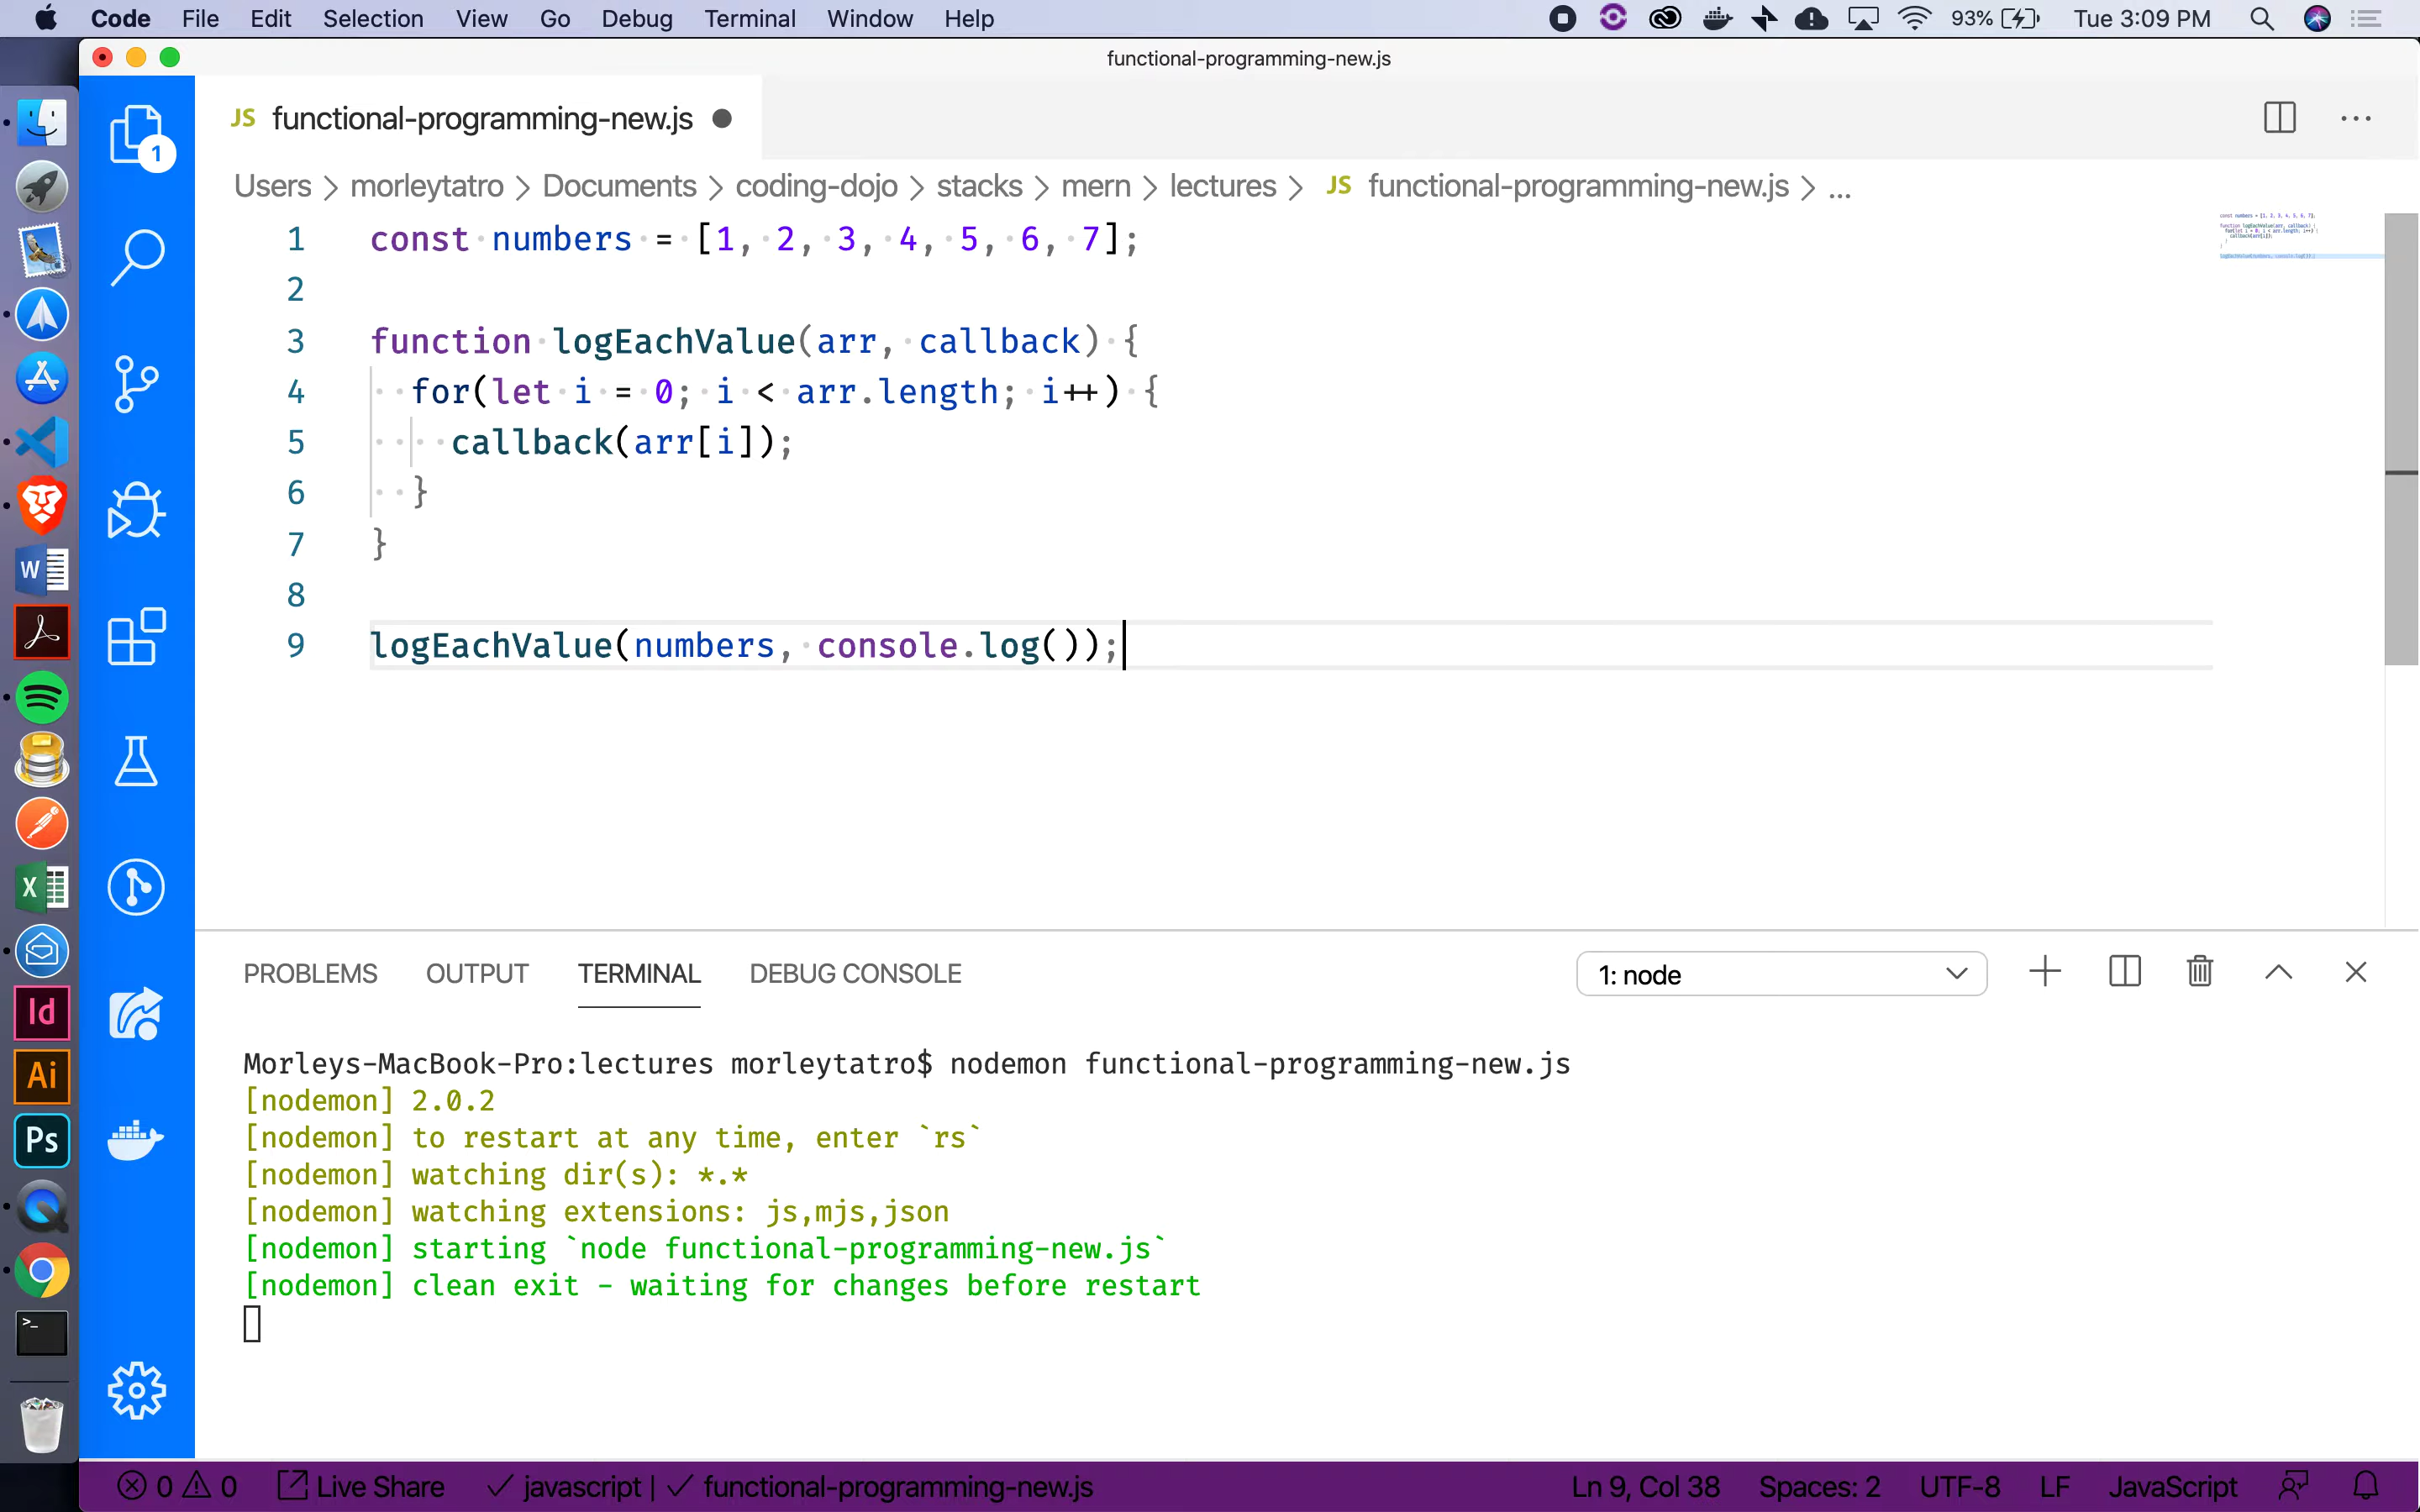 Code File Edit Selection View Go Debug Terminal Window Help 93% Tue 3:09 PM
functional-programming-new.js
JS functional-programming-new.js
1
Users > morleytatro > Documents > coding-dojo > stacks > mern > lectures > JS functional-programming-new.js > ...
1 const numbers = [1, 2, 3, 4, 5, 6, 7];
2
3 function logEachValue(arr, callback) {
4 for(let i = 0; i < arr.length; i++) {
5 callback(arr[i]);
6 }
7 }
8
9 logEachValue(numbers, console.log());
W
X
Id
Ai
Ps
>_
PROBLEMS OUTPUT TERMINAL DEBUG CONSOLE 1: node
Morleys-MacBook-Pro:lectures morleytatro$ nodemon functional-programming-new.js
[nodemon] 2.0.2
[nodemon] to restart at any time, enter `rs`
[nodemon] watching dir(s): *.*
[nodemon] watching extensions: js,mjs,json
[nodemon] starting `node functional-programming-new.js`
[nodemon] clean exit - waiting for changes before restart
0 0 Live Share javascript | functional-programming-new.js Ln 9, Col 38 Spaces: 2 UTF-8 LF JavaScript